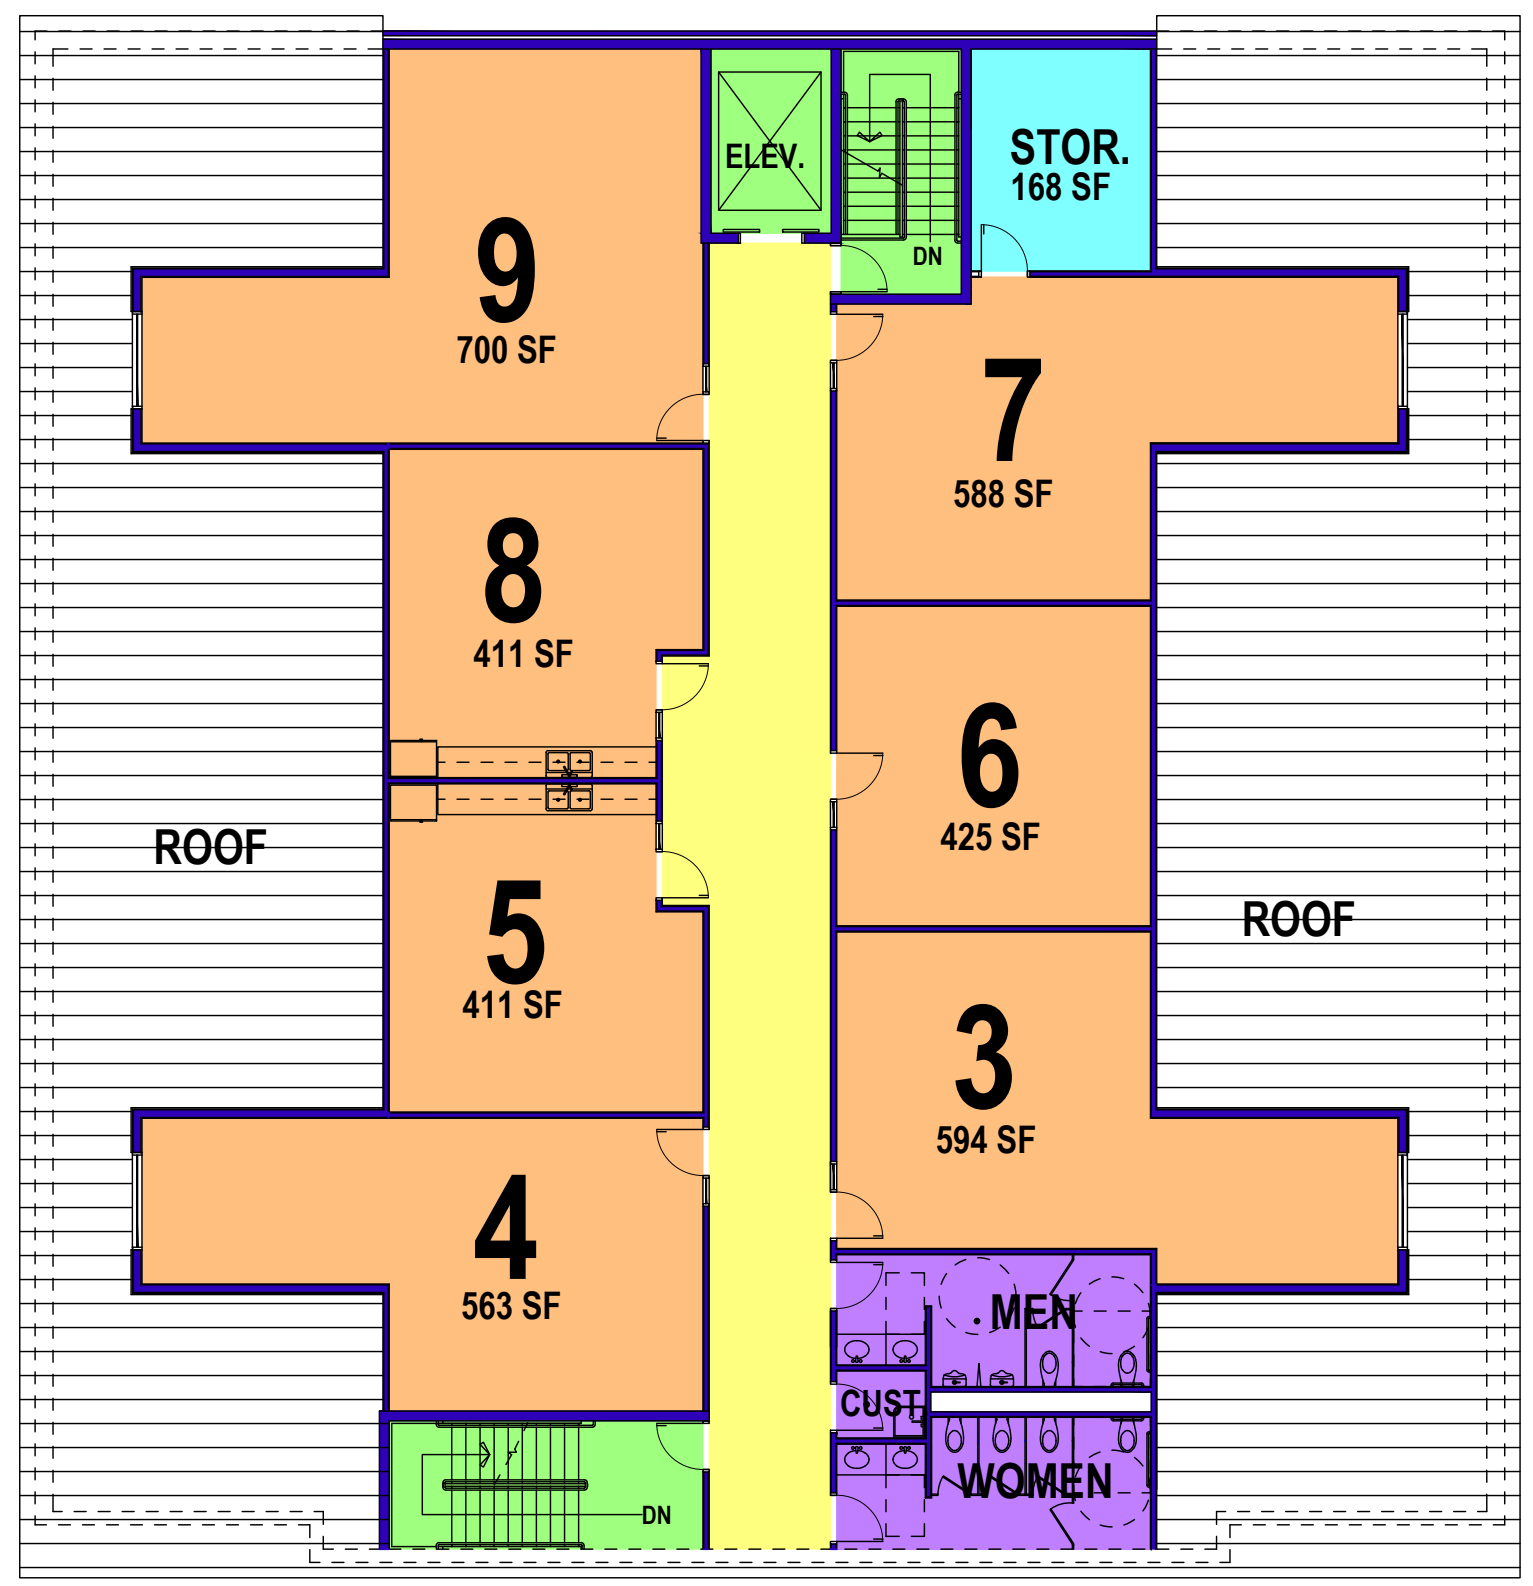 ELEV.
STOR.
168 SF
DN
9
700 SF
7
588 SF
8
411 SF
6
425 SF
ROOF
ROOF
5
411 SF
3
594 SF
4
563 SF
MEN
CUST.
WOMEN
DN